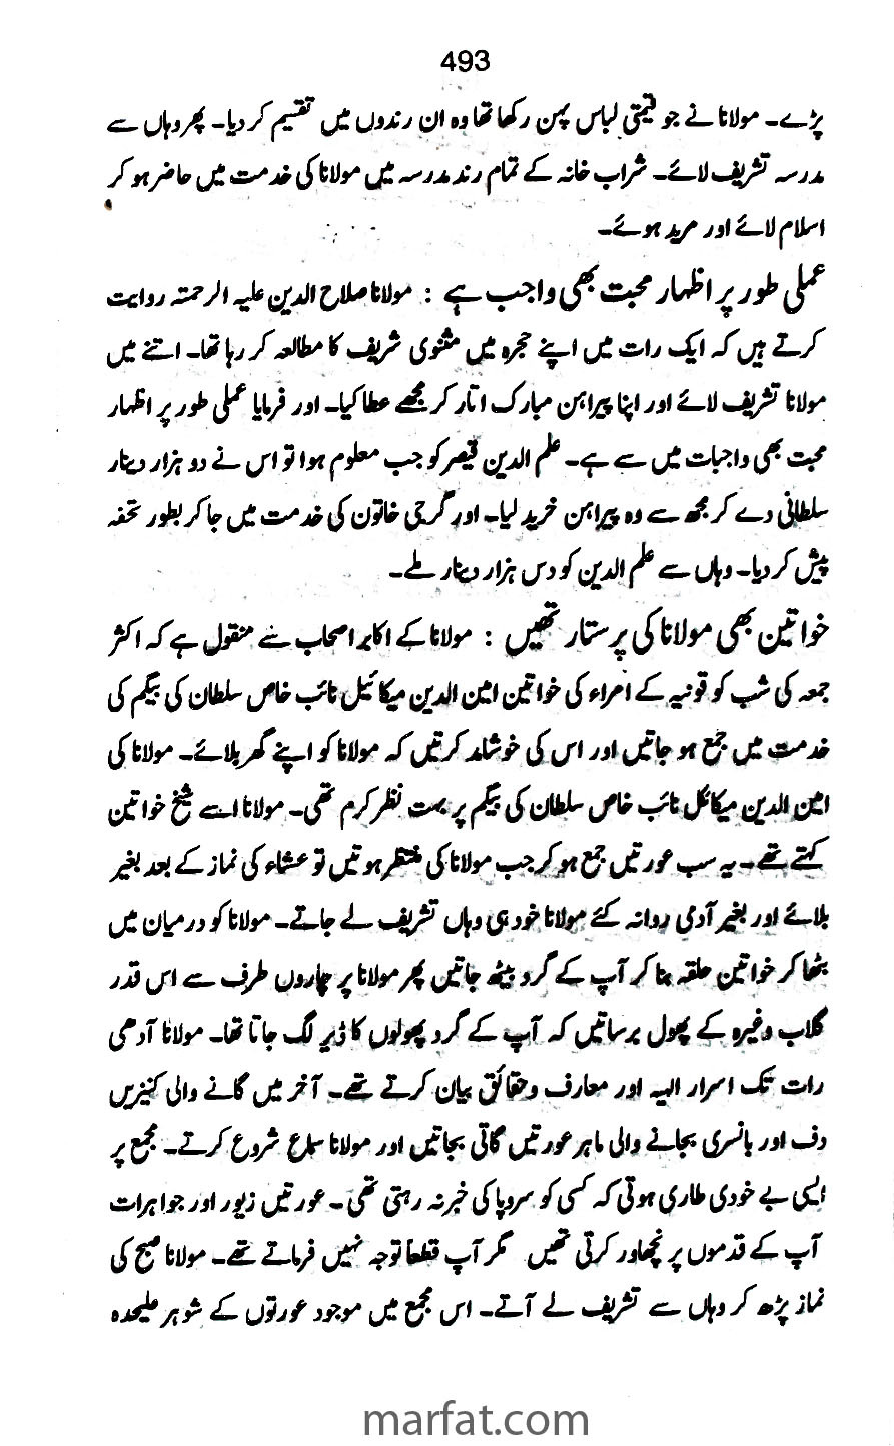 493
پڑے۔ مولانا نے جو قیمتی لباس پہن رکھا تھا وہ ان رندوں میں تقسیم کر دیا۔ پھر وہاں سے
مدرسہ تشریف لائے۔ شراب خانہ کے تمام رند مدرسہ میں مولانا کی خدمت میں حاضر ہو کر
اسلام لائے اور مرید ہوئے۔
عملی طور پر اظہار محبت بھی واجب ہے : مولانا صلاح الدین علیہ الرحمتہ روایت
کرتے ہیں کہ ایک رات میں اپنے حجرہ میں مثنوی شریف کا مطالعہ کر رہا تھا۔ اتنے میں
مولانا تشریف لائے اور اپنا پیراہن مبارک اتار کر مجھے عطا کیا۔ اور فرمایا عملی طور پر اظہار
محبت بھی واجبات میں سے ہے۔ علم الدین قیصر کو جب معلوم ہوا تو اس نے دو ہزار دینار
سلطانی دے کر مجھ سے وہ پیراہن خرید لیا۔ اور گرجی خاتون کی خدمت میں جا کر بطور تحفہ
پیش کر دیا۔ وہاں سے علم الدین کو دس ہزار دینار ملے۔
خواتین بھی مولانا کی پرستار تھیں : مولانا کے اکابر اصحاب سے منقول ہے کہ اکثر
جمعہ کی شب کو قونیہ کے امراء کی خواتین امین الدین میکائیل نائب خاص سلطان کی بیگم کی
خدمت میں جمع ہو جاتیں اور اس کی خوشامد کرتیں کہ مولانا کو اپنے گھر بلائے۔ مولانا کی
امین الدین میکائل نائب خاص سلطان کی بیگم پر بہت نظر کرم تھی۔ مولانا اسے شیخ خواتین
کہتے تھے۔ یہ سب عورتیں جمع ہو کر جب مولانا کی منتظر ہوتیں تو عشاء کی نماز کے بعد بغیر
بلائے اور بغیر آدمی روانہ کئے مولانا خود ہی وہاں تشریف لے جاتے۔ مولانا کو درمیان میں
بٹھا کر خواتین حلقہ بنا کر آپ کے گرد بیٹھ جاتیں پھر مولانا پر چاروں طرف سے اس قدر
گلاب وغیرہ کے پھول برساتیں کہ آپ کے گرد پھولوں کا ڈھیر لگ جاتا تھا۔ مولانا آدھی
رات تک اسرار الٰہیہ اور معارف و حقائق بیان کرتے تھے۔ آخر میں گانے والی کنیزیں
دف اور بانسری بجانے والی ماہر عورتیں گاتی بجاتیں اور مولانا سماع شروع کرتے۔ مجمع پر
ایسی بے خودی طاری ہوتی کہ کسی کو سروپا کی خبر نہ رہتی تھی۔ عورتیں زیور اور جواہرات
آپ کے قدموں پر نچھاور کرتی تھیں مگر آپ قطعاً توجہ نہیں فرماتے تھے۔ مولانا صبح کی
نماز پڑھ کر وہاں سے تشریف لے آتے۔ اس مجمع میں موجود عورتوں کے شوہر علیحدہ
marfat.com